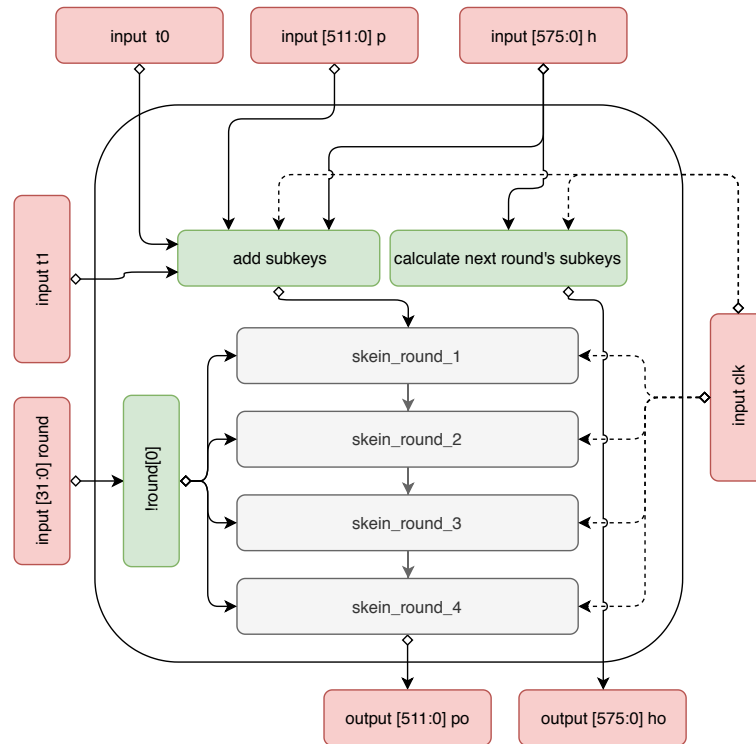 input t0
input [511:0] p
input [575:0] h
input t1
add subkeys
calculate next round's subkeys
skein_round_1
input clk
skein_round_2
input [31:0] round
!round[0]
skein_round_3
skein_round_4
output [511:0] po
output [575:0] ho